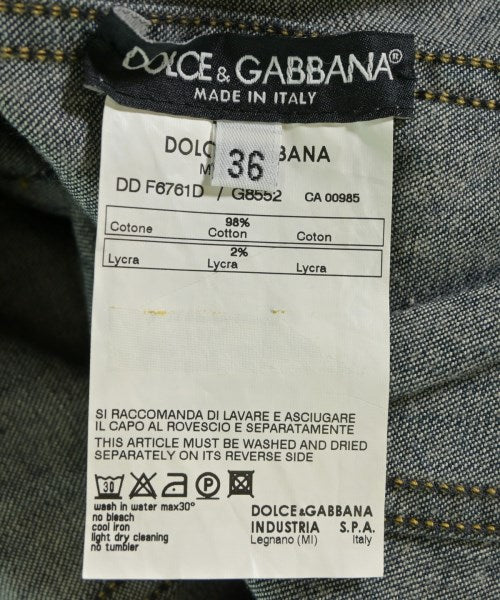 DOLCE & GABBANA®
MADE IN ITALY
DOLC BANA
M
36
DD F6761D / G8552 CA 00985
98%
Cotone Cotton Coton
2%
Lycra Lycra Lycra
SI RACCOMANDA DI LAVARE E ASCIUGARE
IL CAPO AL ROVESCIO E SEPARATAMENTE
THIS ARTICLE MUST BE WASHED AND DRIED
SEPARATELY ON ITS REVERSE SIDE
30 P
wash in water max30°
no bleach
cool iron
light dry cleaning
no tumbler
DOLCE&GABBANA
INDUSTRIA S.P.A.
Legnano (MI) Italy